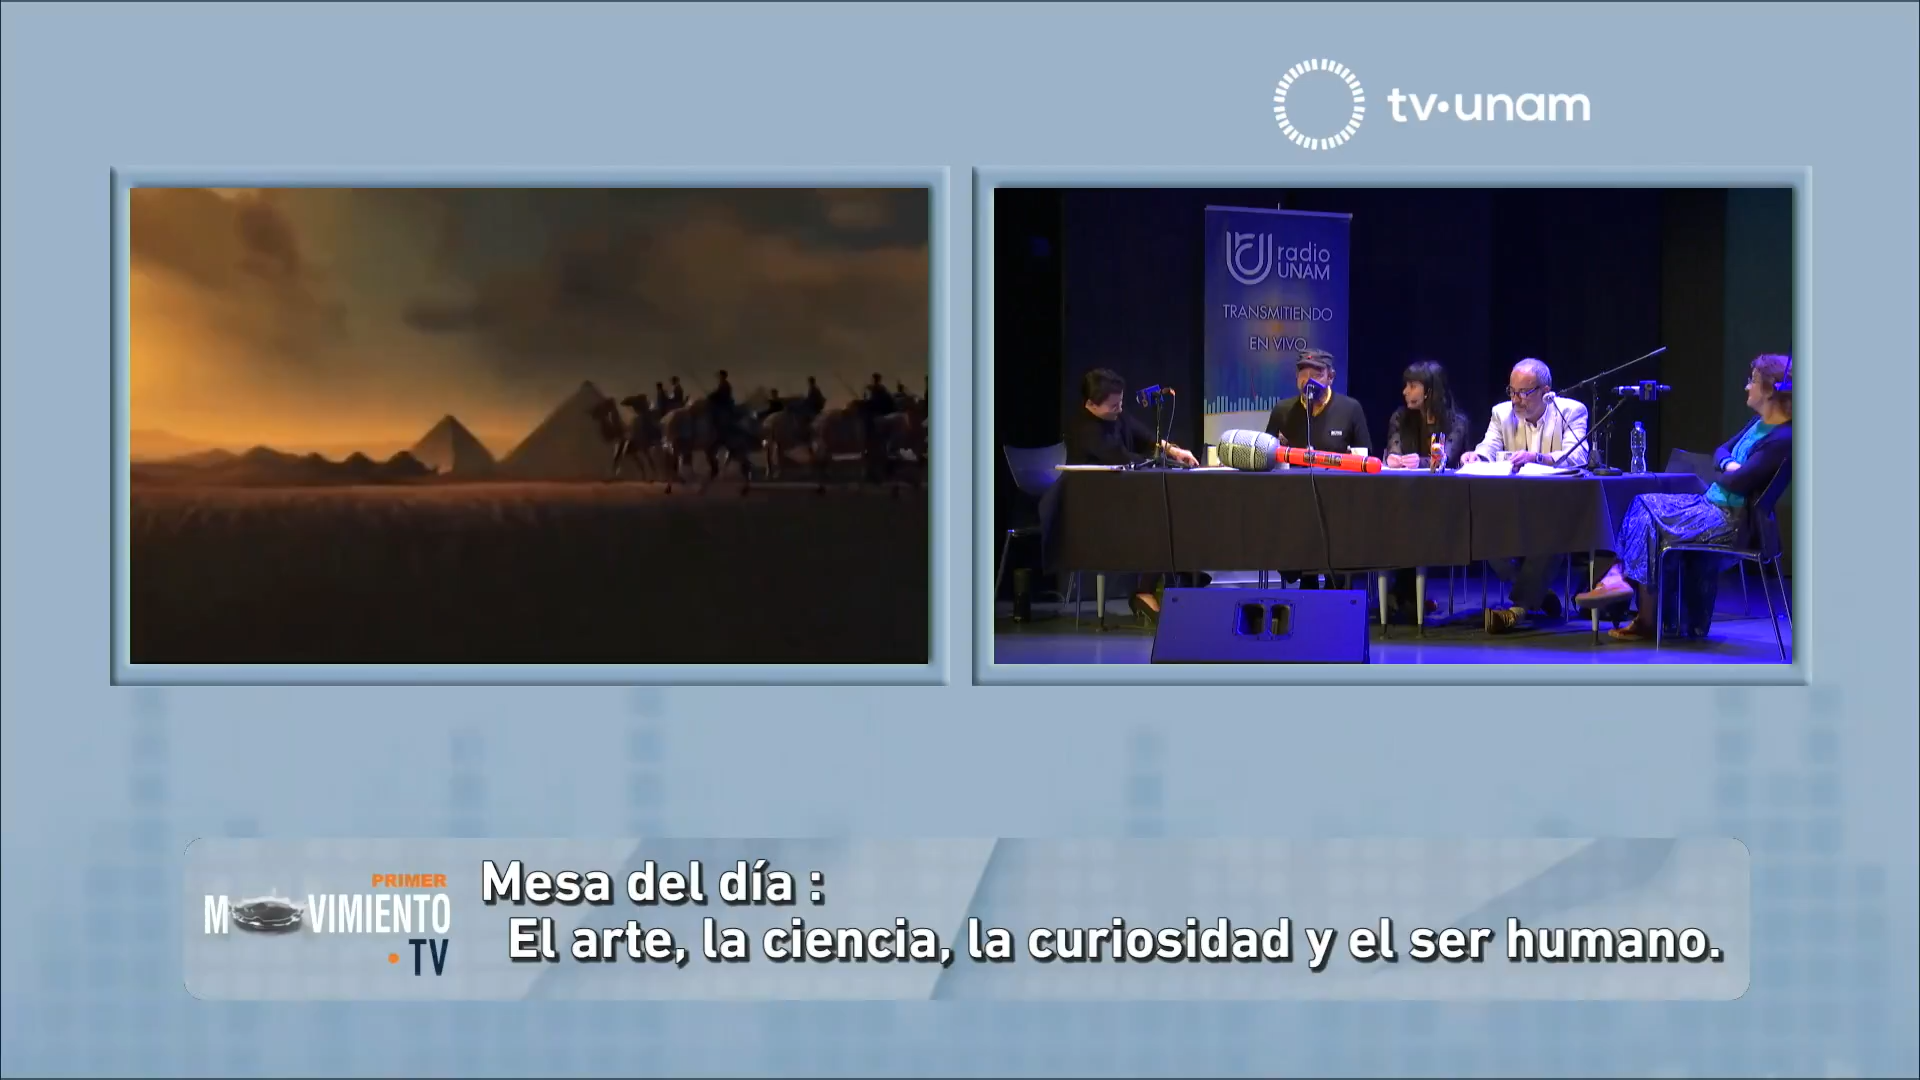 tv·unam
radio
UNAM
TRANSMITIENDO
EN VIVO
PRIMER
M VIMIENTO
• TV
Mesa del día :
El arte, la ciencia, la curiosidad y el ser humano.